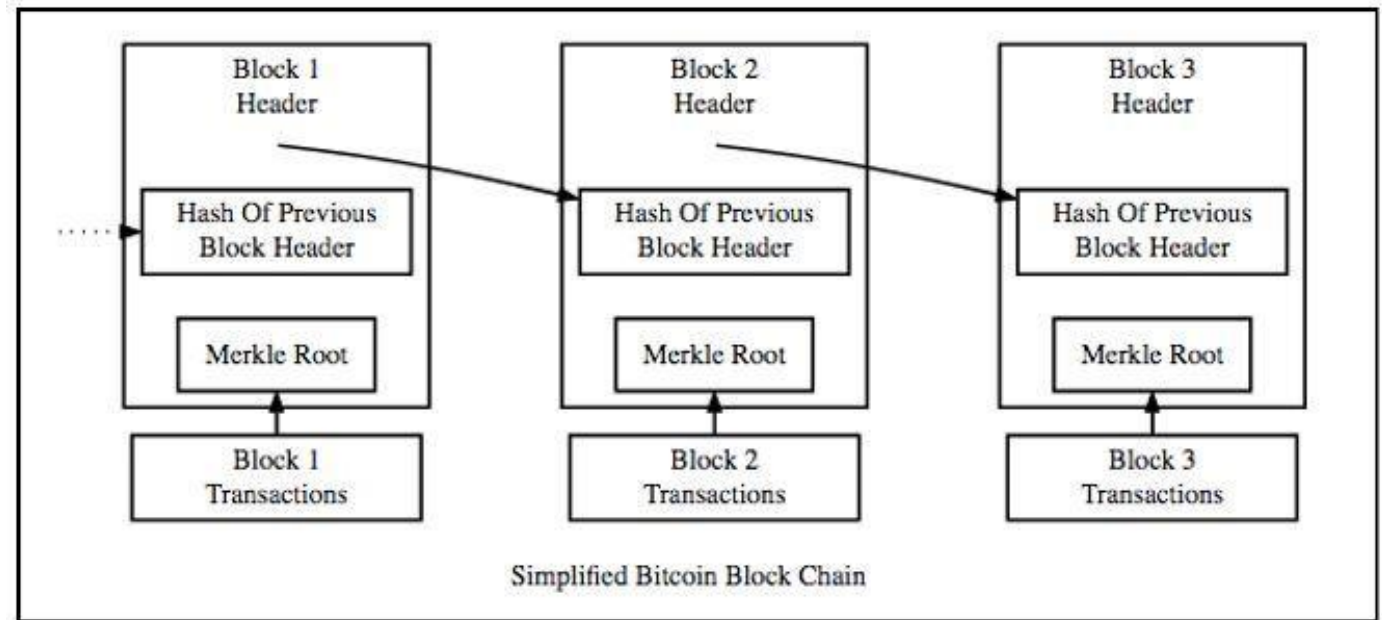 Block 1
Header
Hash Of Previous
Block Header
Merkle Root
Block 1
Transactions
Block 2
Header
Hash Of Previous
Block Header
Merkle Root
Block 2
Transactions
Block 3
Header
Hash Of Previous
Block Header
Merkle Root
Block 3
Transactions
Simplified Bitcoin Block Chain